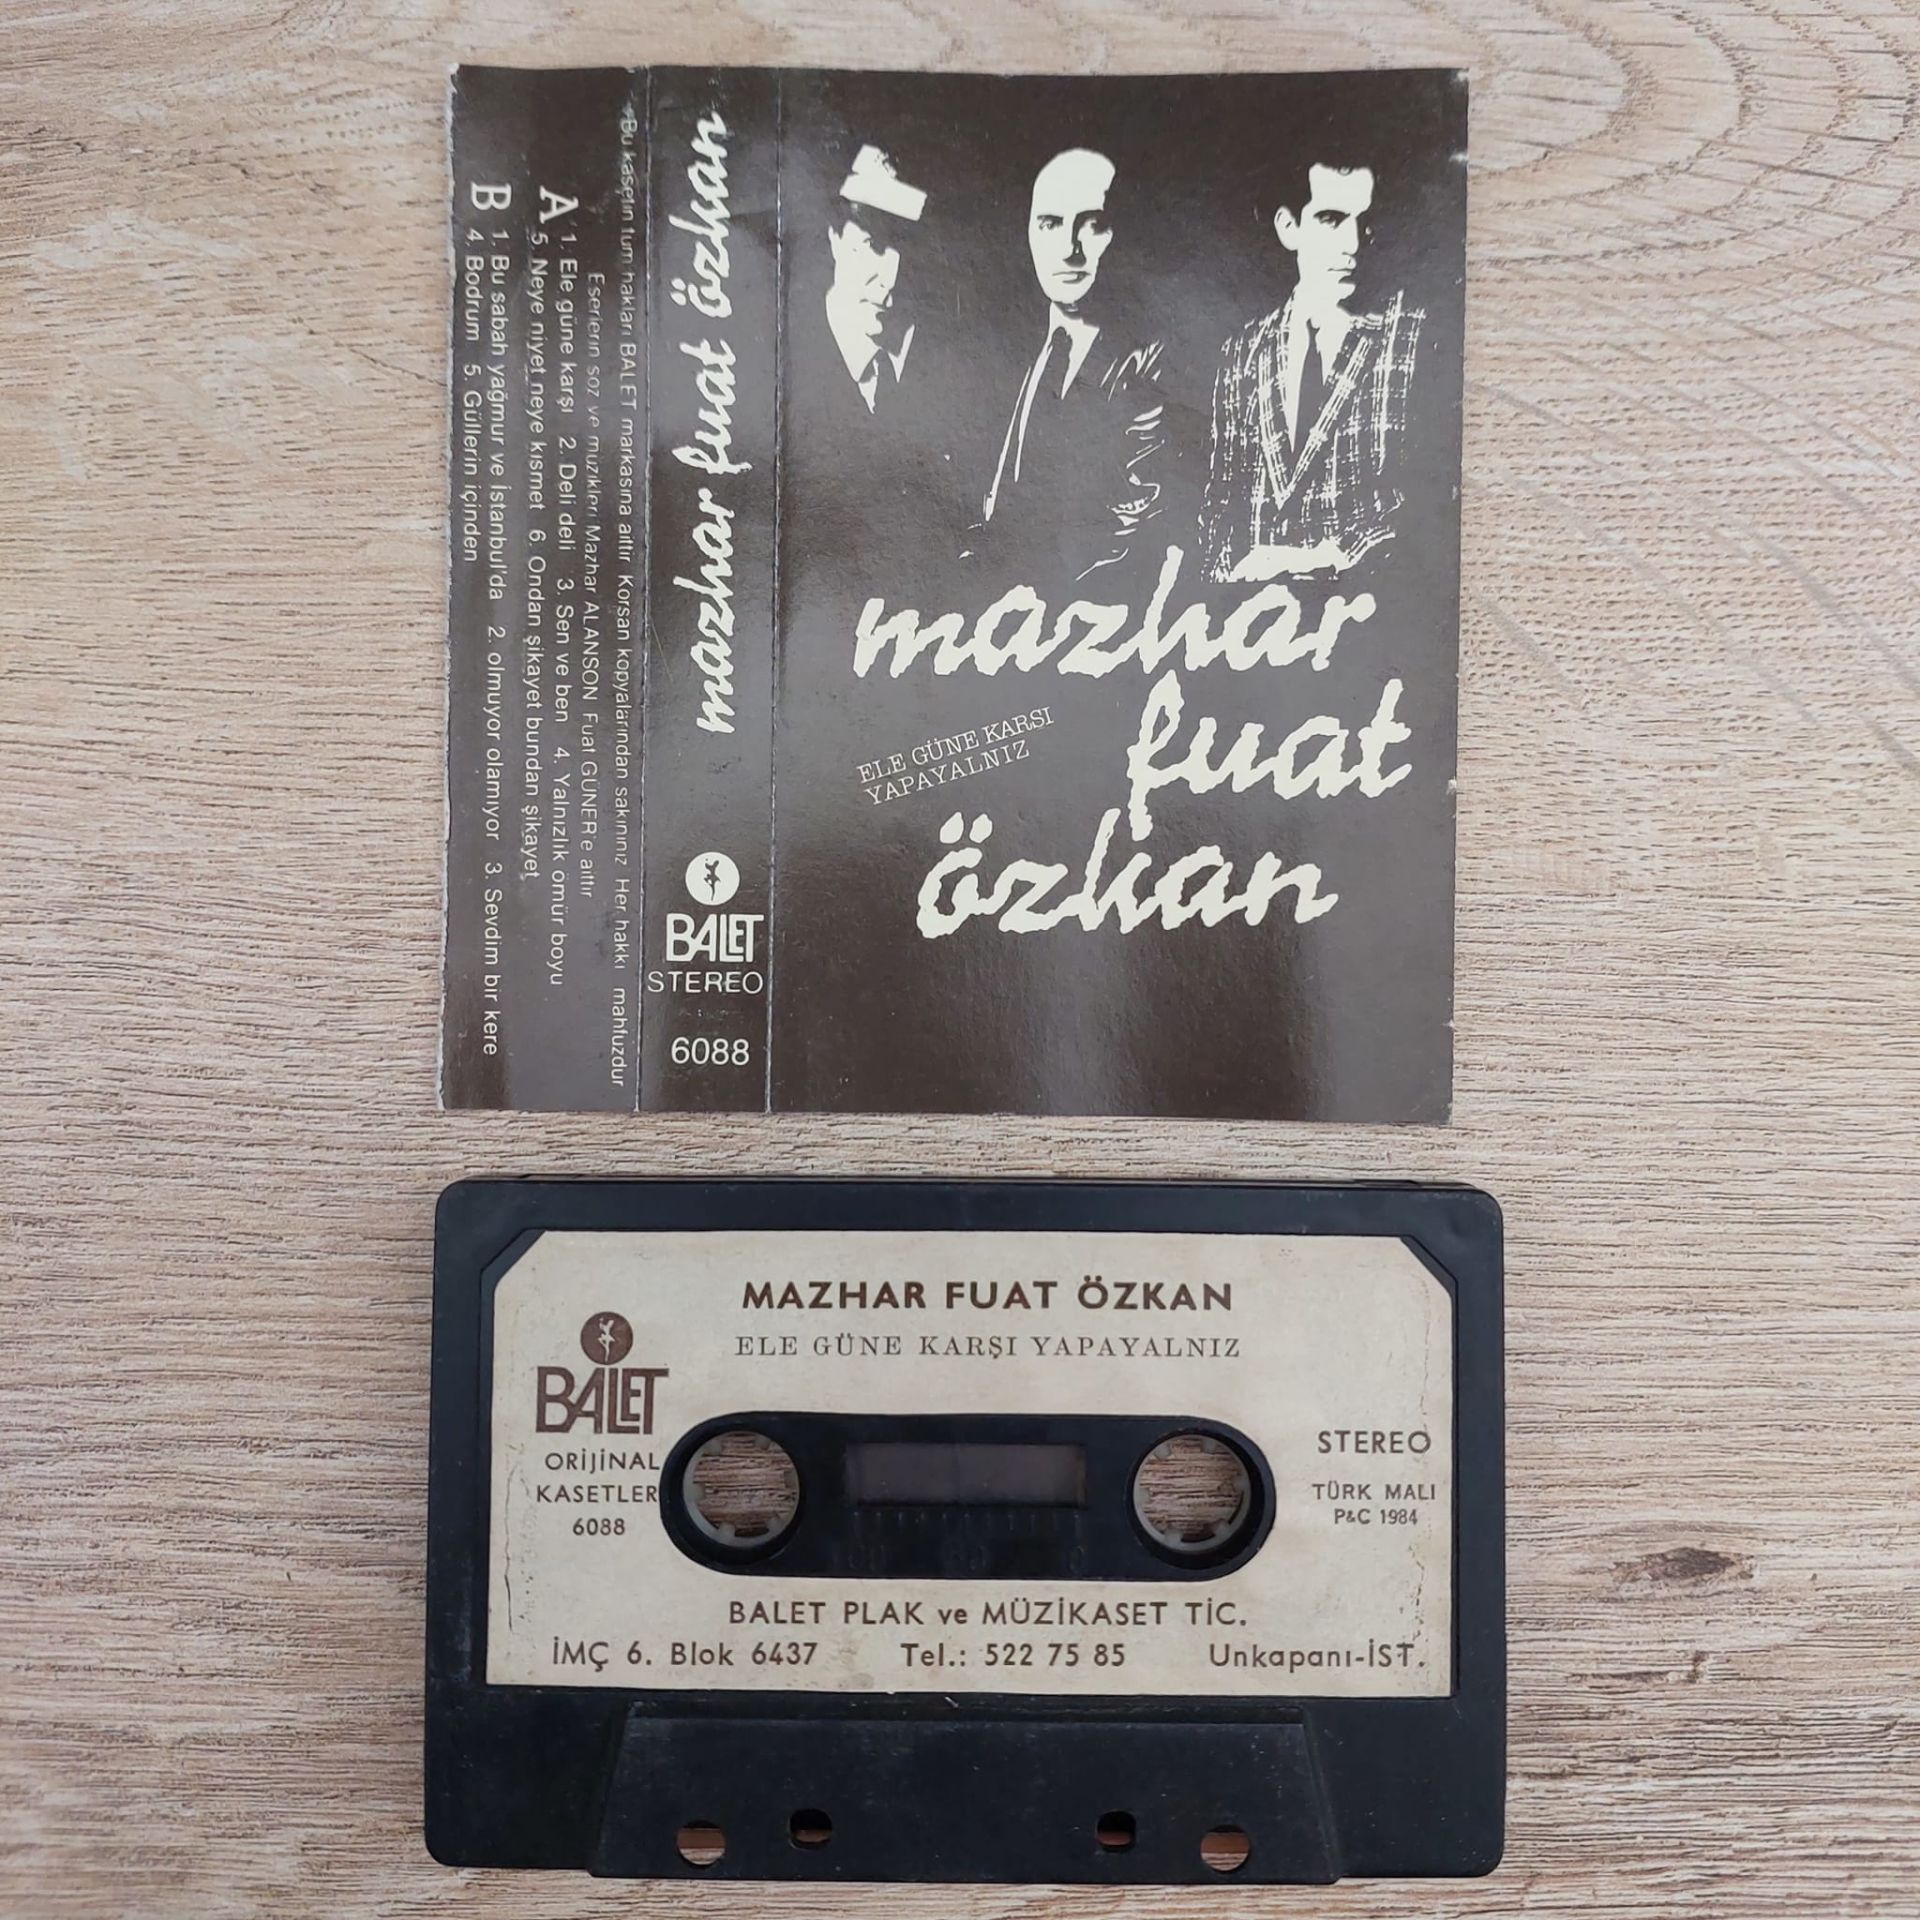 mazhar
fuat
özkan
ELE GÜNE KARŞI
YAPAYALNIZ
mazhar fuat özkan
BALET
STEREO
6088
Bu kasetin tüm hakları BALET markasına aittir Korsan kopyalarından sakınınız Her hakkı mahfuzdur
Eserlerin söz ve müzikleri Mazhar ALANSON Fuat GÜNER'e aittir
A 1. Ele güne karşı 2. Deli deli 3. Sen ve ben 4. Yalnızlık ömür boyu
5. Neye niyet neye kısmet 6. Ondan şikayet bundan şikayet
B 1. Bu sabah yağmur ve İstanbul'da 2. olmuyor olamıyor 3. Sevdim bir kere
4. Bodrum 5. Güllerin içinden
MAZHAR FUAT ÖZKAN
ELE GÜNE KARŞI YAPAYALNIZ
BALET
ORİJİNAL
KASETLER
6088
STEREO
TÜRK MALI
P&C 1984
BALET PLAK ve MÜZİKASET TİC.
İMÇ 6. Blok 6437 Tel.: 522 75 85 Unkapanı-İST.